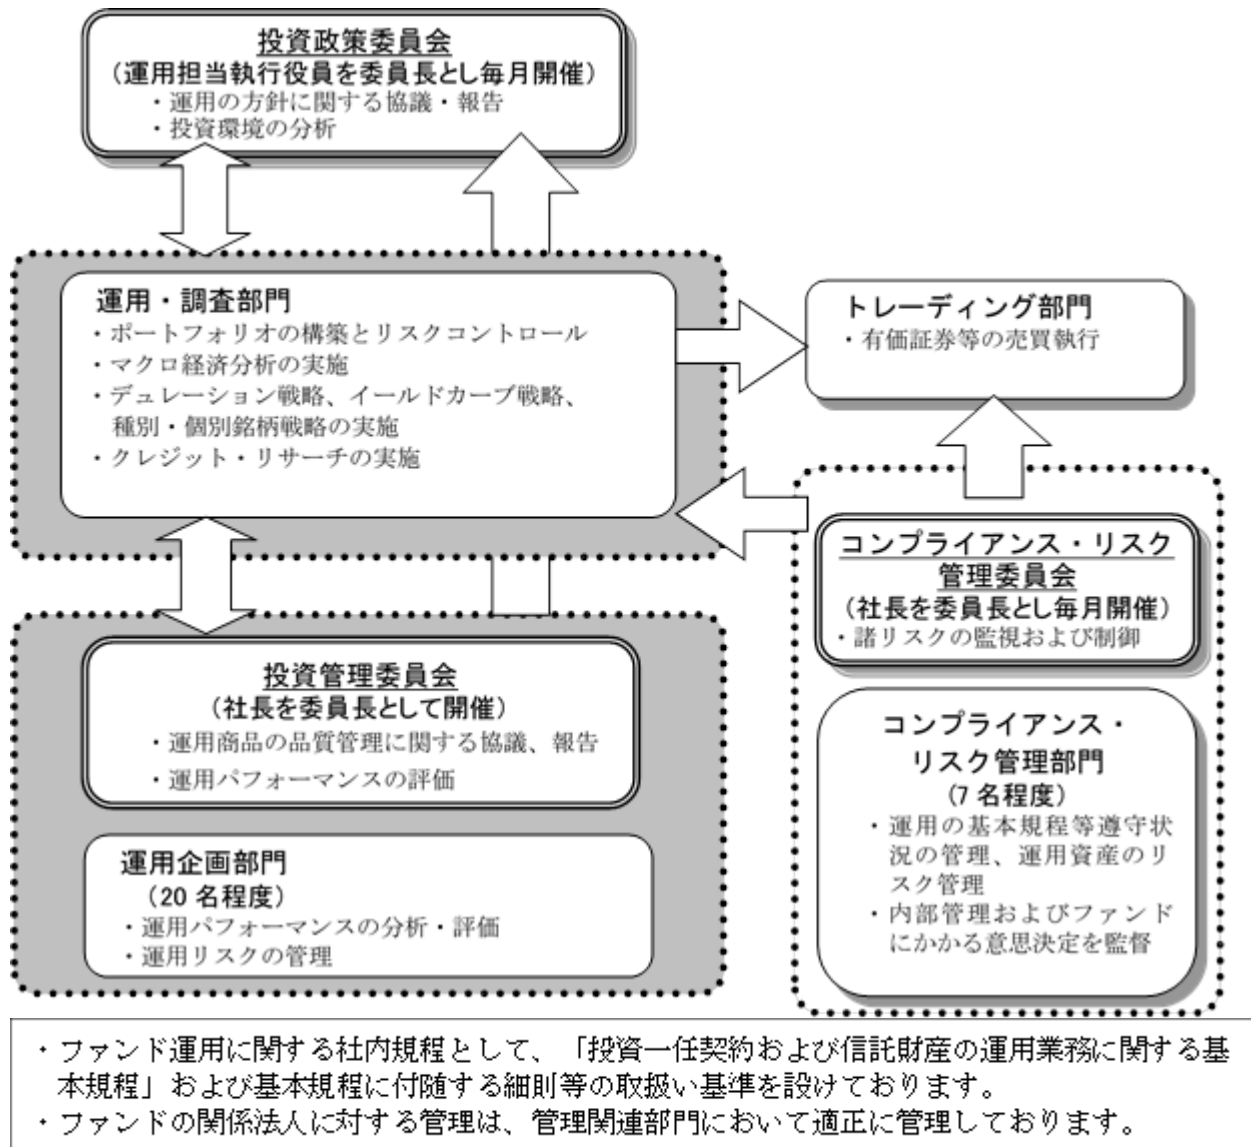 投資政策委員会
（運用担当執行役員を委員長とし毎月開催）
・運用の方針に関する協議・報告
・投資環境の分析
運用・調査部門
・ポートフォリオの構築とリスクコントロール
・マクロ経済分析の実施
・デュレーション戦略、イールドカーブ戦略、
種別・個別銘柄戦略の実施
・クレジット・リサーチの実施
トレーディング部門
・有価証券等の売買執行
コンプライアンス・リスク
管理委員会
（社長を委員長とし毎月開催）
・諸リスクの監視および制御
投資管理委員会
（社長を委員長として開催）
・運用商品の品質管理に関する協議、報告
・運用パフォーマンスの評価
コンプライアンス・
リスク管理部門
（7 名程度）
・運用の基本規程等遵守状
況の管理、運用資産のリ
スク管理
・内部管理およびファンド
にかかる意思決定を監督
運用企画部門
（20 名程度）
・運用パフォーマンスの分析・評価
・運用リスクの管理
・ファンド運用に関する社内規程として、「投資一任契約および信託財産の運用業務に関する基
本規程」および基本規程に付随する細則等の取扱い基準を設けております。
・ファンドの関係法人に対する管理は、管理関連部門において適正に管理しております。